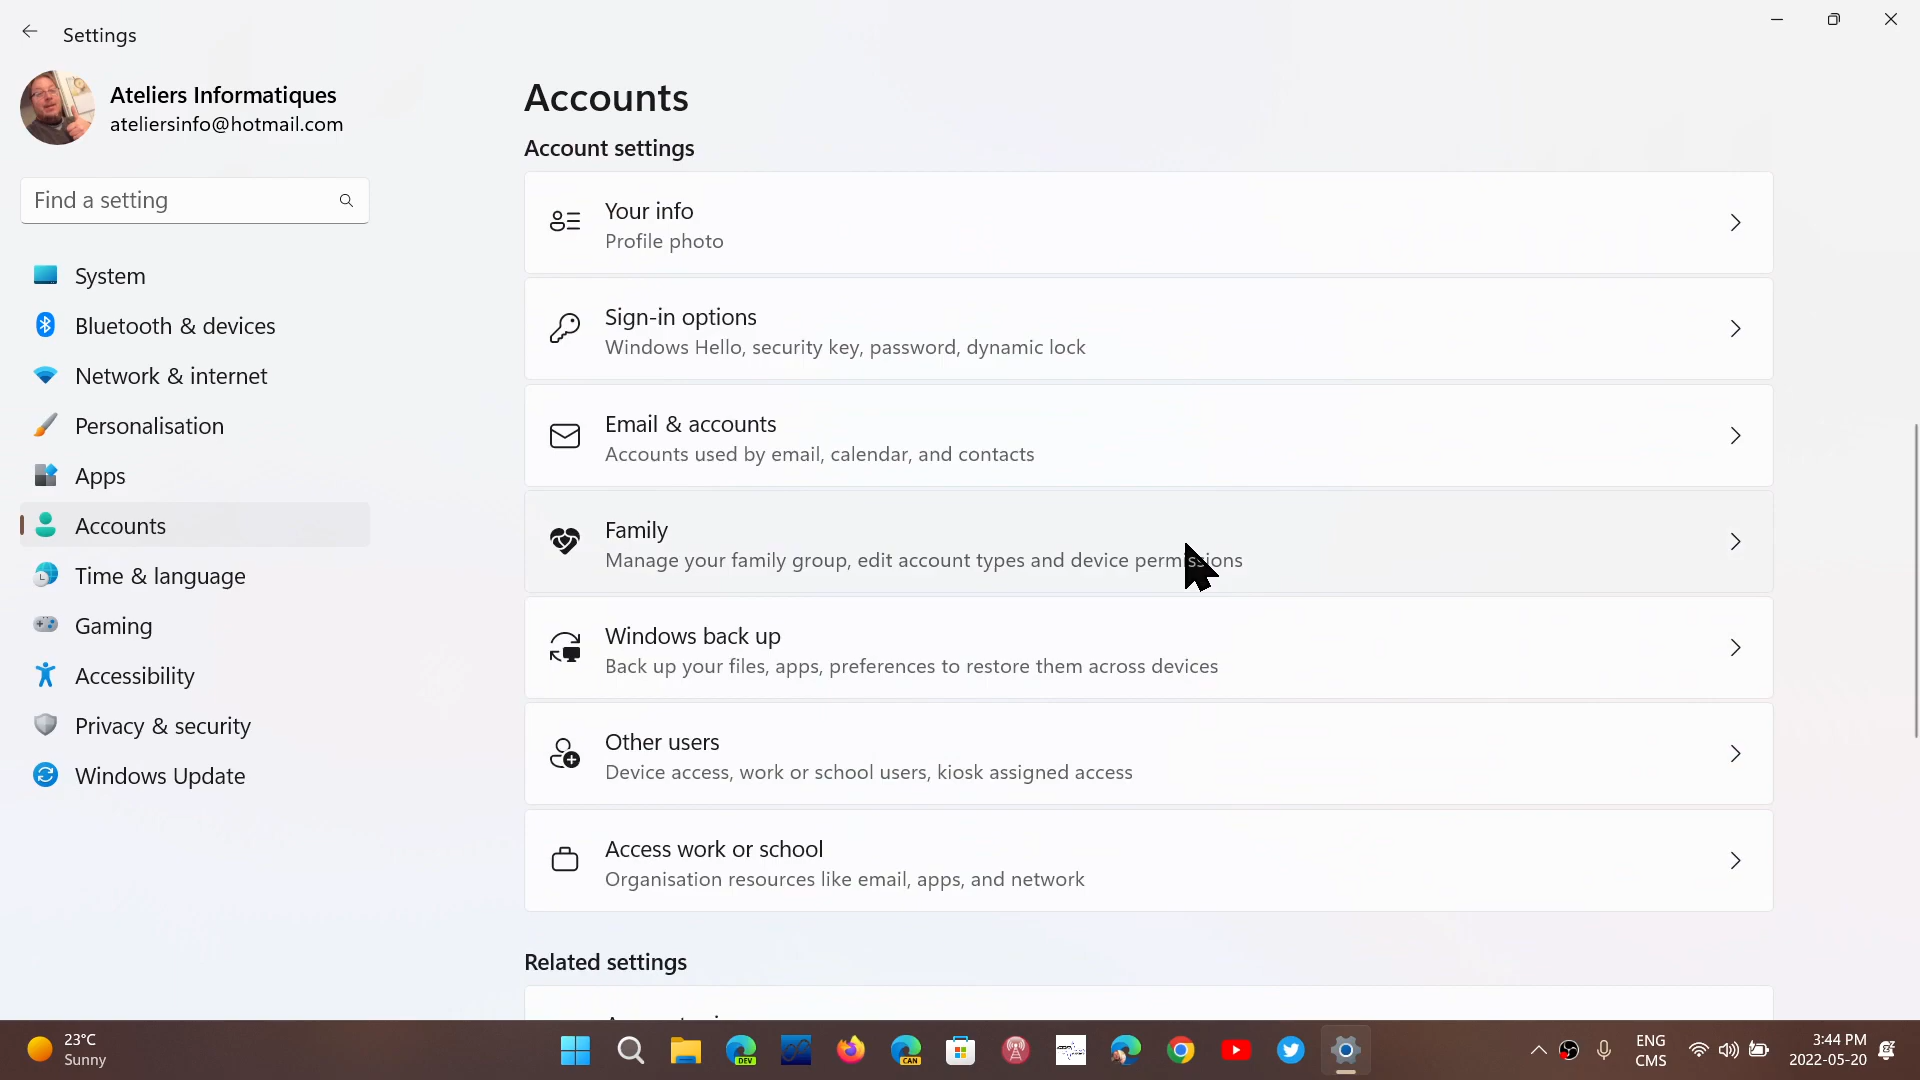 Settings
Ateliers Informatiques
ateliersinfo@hotmail.com
Find a setting
System
Bluetooth & devices
Network & internet
Personalisation
Apps
Accounts
Time & language
Gaming
Accessibility
Privacy & security
Windows Update
Accounts
Account settings
Your info
Profile photo
Sign-in options
Windows Hello, security key, password, dynamic lock
Email & accounts
Accounts used by email, calendar, and contacts
Family
Manage your family group, edit account types and device permissions
Windows back up
Back up your files, apps, preferences to restore them across devices
Other users
Device access, work or school users, kiosk assigned access
Access work or school
Organisation resources like email, apps, and network
Related settings
23°C
Sunny
DEV
CAN
ENG
CMS
3:44 PM
2022-05-20